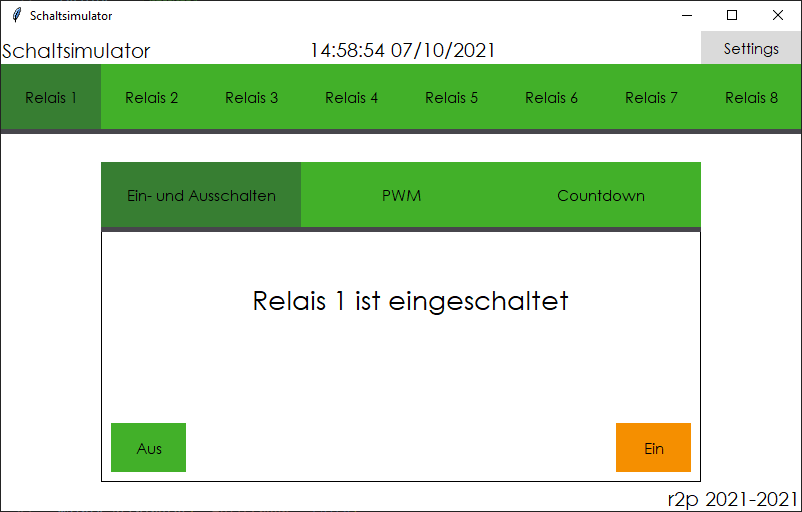 Schaltsimulator
Schaltsimulator 14:58:54 07/10/2021 Settings
Relais 1 Relais 2 Relais 3 Relais 4 Relais 5 Relais 6 Relais 7 Relais 8
Ein- und Ausschalten PWM Countdown
Relais 1 ist eingeschaltet
Aus Ein
r2p 2021-2021